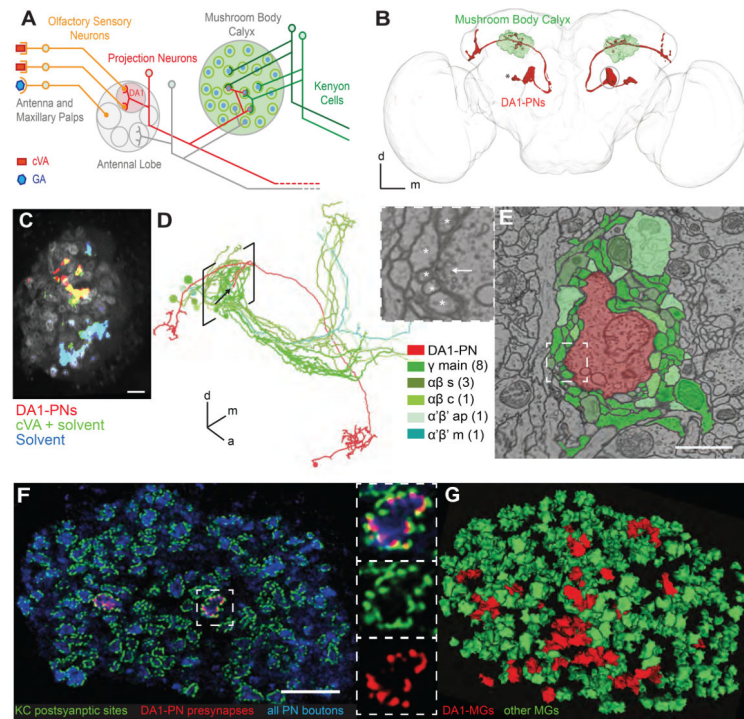 A
Olfactory Sensory
Neurons
Mushroom Body
Calyx
Projection Neurons
DA1
Kenyon
Cells
Antenna and
Maxillary Palps
Antennal Lobe
cVA
GA
B
Mushroom Body Calyx
*
*
DA1-PNs
d
m
C
DA1-PNs
cVA + solvent
Solvent
D
d
m
a
* * * *
DA1-PN
γ main (8)
αβ s (3)
αβ c (1)
α'β' ap (1)
α'β' m (1)
E
F
KC postsyanptic sites DA1-PN presynapses all PN boutons
G
DA1-MGs other MGs